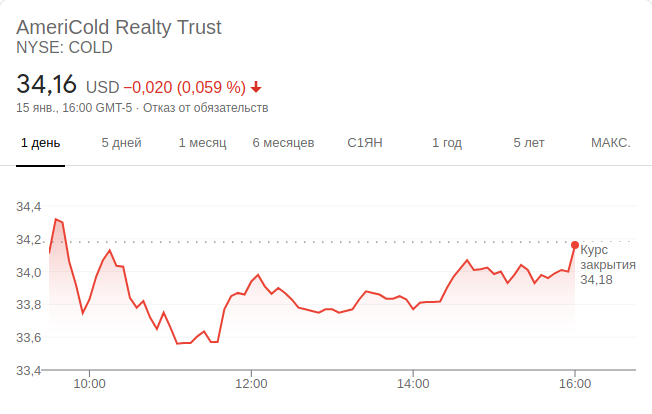 AmeriCold Realty Trust
NYSE: COLD
34,16 USD −0,020 (0,059 %)
15 янв., 16:00 GMT-5 · Отказ от обязательств
1 день 5 дней 1 месяц 6 месяцев С1ЯН 1 год 5 лет МАКС.
34,4
34,2
34,0
33,8
33,6
33,4
Курс
закрытия
34,18
10:00 12:00 14:00 16:00